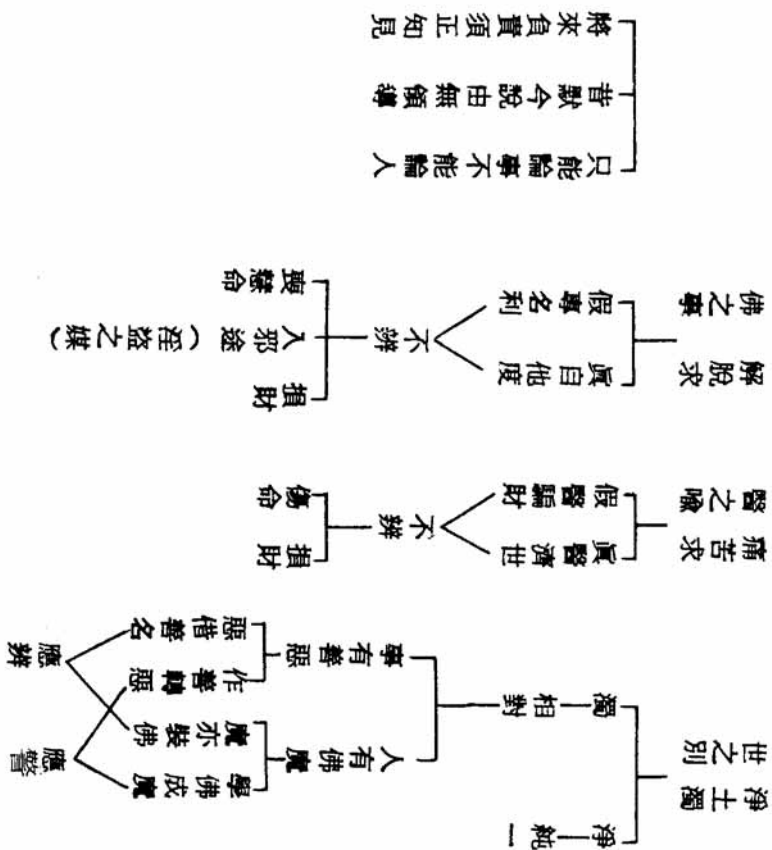 淨土濁
世之別
淨
純一
濁
相對
人有佛魔
事有善惡
學佛成魔
魔亦裝佛
作善轉惡
惡借善名
應警
應辨
痛苦求
醫之喻
眞醫濟世
假醫騙財
不辨
損財
傷命
解脫求
佛之事
眞自他度
假專名利
不辨
損財
入邪途（淫盜之媒）
喪慧命
只能論事不能論人
昔默今說由無領導
將來負責須正知見